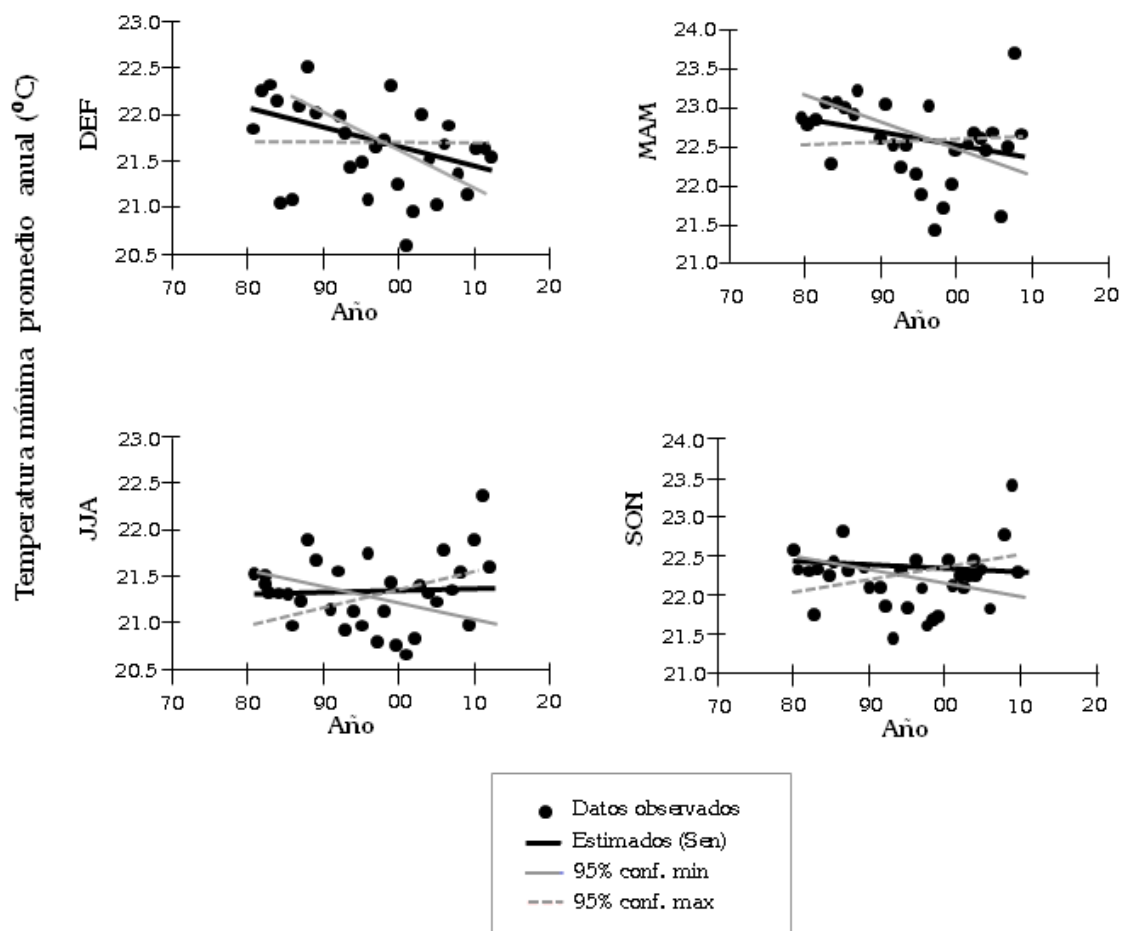 Temperatura mínima promedio anual (⁰C)
DEF
23.0
22.5
22.0
21.5
21.0
20.5
70 80 90 00 10 20
Año
MAM
24.0
23.5
23.0
22.5
22.0
21.5
21.0
70 80 90 00 10 20
Año
JJA
23.0
22.5
22.0
21.5
21.0
20.5
70 80 90 00 10 20
Año
SON
24.0
23.5
23.0
22.5
22.0
21.5
21.0
70 80 90 00 10 20
Año
Datos observados
Estimados (Sen)
95% conf. min
95% conf. max